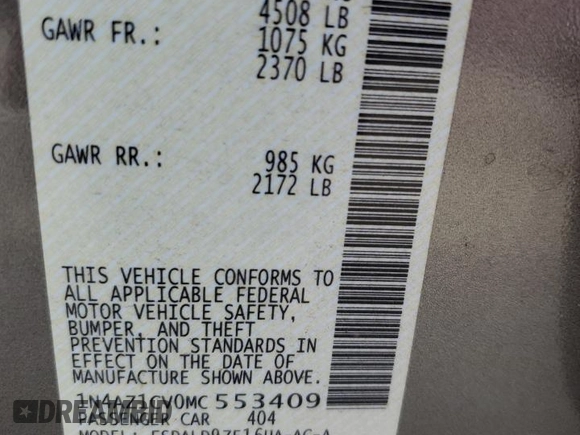 4508 LB
GAWR FR.: 1075 KG
2370 LB
GAWR RR.: 985 KG
2172 LB
THIS VEHICLE CONFORMS TO
ALL APPLICABLE FEDERAL
MOTOR VEHICLE SAFETY,
BUMPER, AND THEFT
PREVENTION STANDARDS IN
EFFECT ON THE DATE OF
MANUFACTURE SHOWN ABOVE.
553409
PASSENGER CAR 404
MODEL:
DREAMRIDE